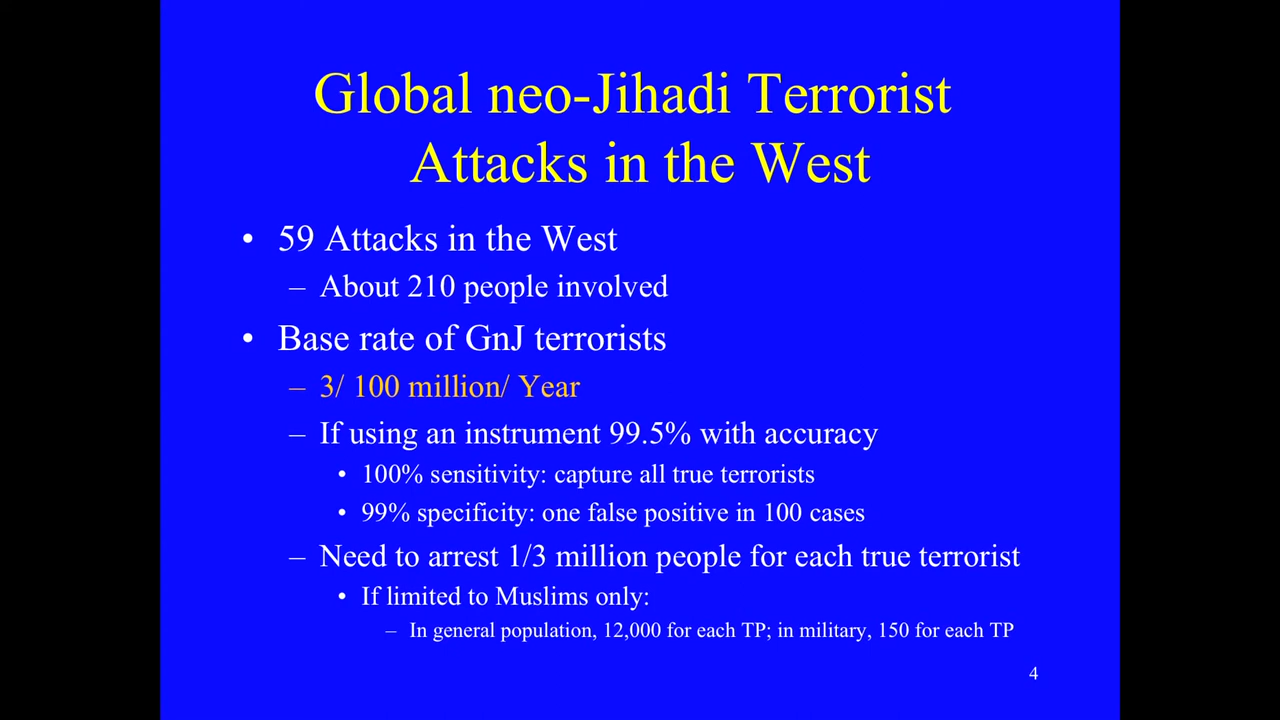 Global neo-Jihadi Terrorist
Attacks in the West
• 59 Attacks in the West
– About 210 people involved
• Base rate of GnJ terrorists
– 3/ 100 million/ Year
– If using an instrument 99.5% with accuracy
• 100% sensitivity: capture all true terrorists
• 99% specificity: one false positive in 100 cases
– Need to arrest 1/3 million people for each true terrorist
• If limited to Muslims only:
– In general population, 12,000 for each TP; in military, 150 for each TP
4